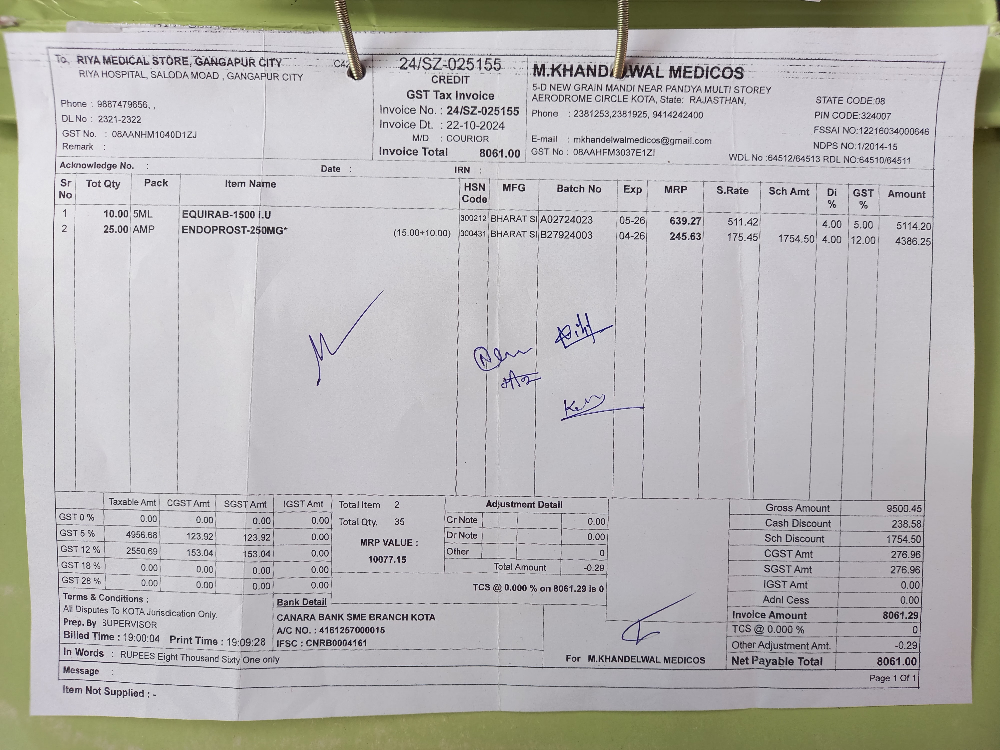 To, RIYA MEDICAL STORE, GANGAPUR CITY
RIYA HOSPITAL, SALODA MOAD , GANGAPUR CITY
Phone : 9887479656, ,
DL No : 2321-2322
GST No. : 08AANHM1040D1ZJ
Remark :
24/SZ-025155
CREDIT
GST Tax Invoice
Invoice No. : 24/SZ-025155
Invoice Dt. : 22-10-2024
M/D : COURIOR
Invoice Total 8061.00
M.KHANDELWAL MEDICOS
5-D NEW GRAIN MANDI NEAR PANDYA MULTI STOREY
AERODROME CIRCLE KOTA, State: RAJASTHAN,
Phone : 2381253,2381925, 9414242400
E-mail : mkhandelwalmedicos@gmail.com
GST No : 08AAHFM3037E1Z!
STATE CODE:08
PIN CODE:324007
FSSAI NO:12216034000646
NDPS NO:1/2014-15
WDL No :64512/64513 RDL NO:64510/64511
Acknowledge No. : Date : IRN :
Sr No Tot Qty Pack Item Name HSN Code MFG Batch No Exp MRP S.Rate Sch Amt Di % GST % Amount
1 10.00 5ML EQUIRAB-1500 I.U 300212 BHARAT SI A02724023 05-26 639.27 511.42 4.00 5.00 5114.20
2 25.00 AMP ENDOPROST-250MG* (15.00+10.00) 300431 BHARAT SI B27924003 04-26 245.63 175.45 1754.50 4.00 12.00 4386.25
Taxable Amt CGST Amt SGST Amt IGST Amt
GST 0 % 0.00 0.00 0.00 0.00
GST 5 % 4956.68 123.92 123.92 0.00
GST 12 % 2550.69 153.04 153.04 0.00
GST 18 % 0.00 0.00 0.00 0.00
GST 28 % 0.00 0.00 0.00 0.00
Total Item 2
Total Qty. 35
MRP VALUE :
10077.15
Adjustment Detail
Cr Note 0.00
Dr Note 0.00
Other 0
Total Amount -0.29
TCS @ 0.000 % on 8061.29 is 0
Gross Amount 9500.45
Cash Discount 238.58
Sch Discount 1754.50
CGST Amt 276.96
SGST Amt 276.96
IGST Amt 0.00
Adnl Cess 0.00
Invoice Amount 8061.29
TCS @ 0.000 % 0
Other Adjustment Amt. -0.29
Net Payable Total 8061.00
Terms & Conditions :
All Disputes To KOTA Jurisdication Only.
Prep. By SUPERVISOR
Billed Time : 19:00:04 Print Time : 19:09:28
Bank Detail
CANARA BANK SME BRANCH KOTA
A/C NO. : 4161257000015
IFSC : CNRB0004161
In Words : RUPEES Eight Thousand Sixty One only
For M.KHANDELWAL MEDICOS
Message :
Page 1 Of 1
Item Not Supplied : -